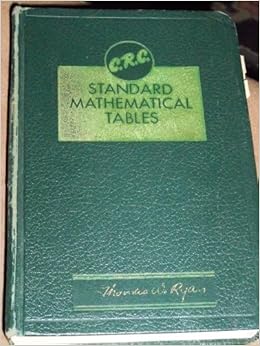 C.R.C.
STANDARD
MATHEMATICAL
TABLES
Thomas W. Ryan